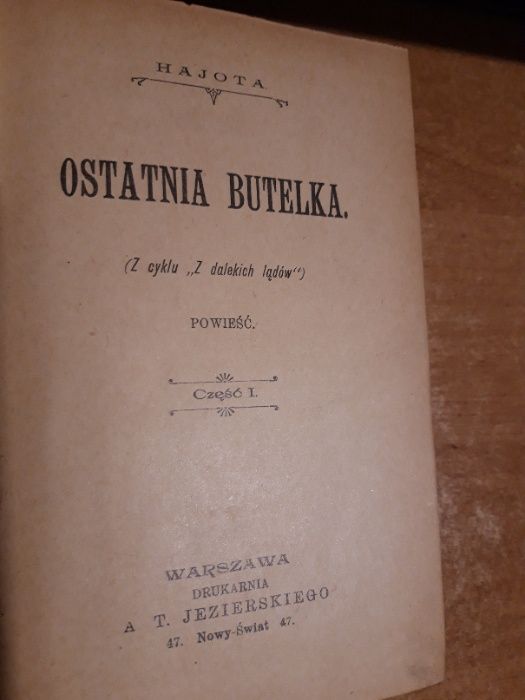 HAJOTA
OSTATNIA BUTELKA.
(Z cyklu „Z dalekich lądów“)
POWIEŚĆ.
Część I.
WARSZAWA
DRUKARNIA
A T. JEZIERSKIEGO
47. Nowy-Świat 47.